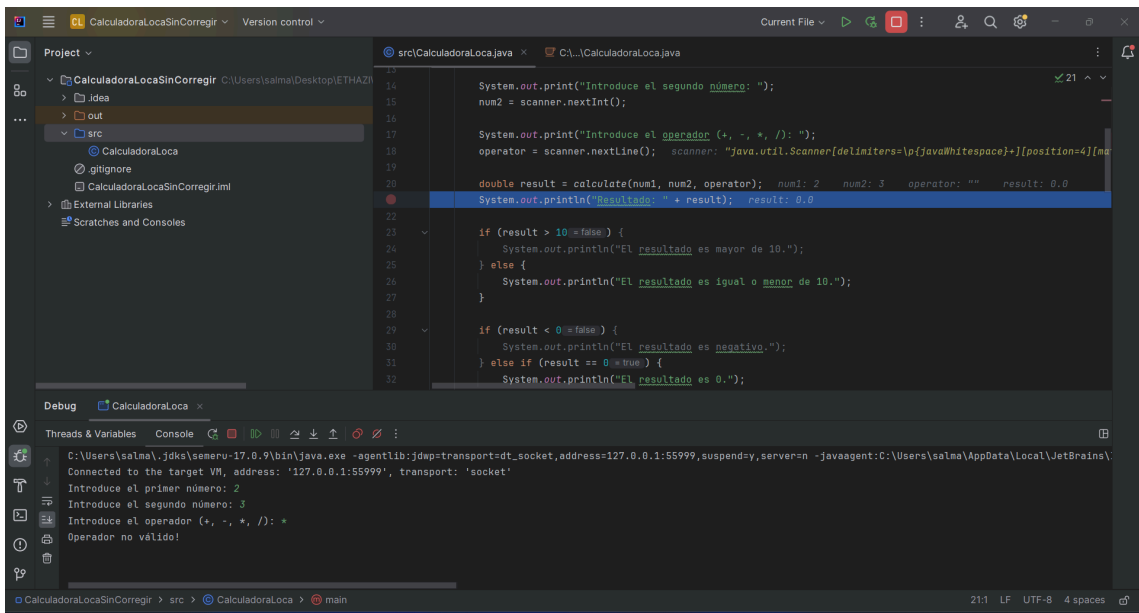 CL CalculadoraLocaSinCorregir Version control Current File
Project
src\CalculadoraLoca.java C:\...\CalculadoraLoca.java
CalculadoraLocaSinCorregir C:\Users\salma\Desktop\ETHAZI\
.idea
out
src
CalculadoraLoca
.gitignore
CalculadoraLocaSinCorregir.iml
External Libraries
Scratches and Consoles
21
13
14 System.out.print("Introduce el segundo número: ");
15 num2 = scanner.nextInt();
16
17 System.out.print("Introduce el operador (+, -, *, /): ");
18 operator = scanner.nextLine(); scanner: "java.util.Scanner[delimiters=\p{javaWhitespace}+][position=4][ma
19
20 double result = calculate(num1, num2, operator); num1: 2 num2: 3 operator: "" result: 0.0
System.out.println("Resultado: " + result); result: 0.0
22
23 if (result > 10 = false ) {
24 System.out.println("El resultado es mayor de 10.");
25 } else {
26 System.out.println("El resultado es igual o menor de 10.");
27 }
28
29 if (result < 0 = false ) {
30 System.out.println("El resultado es negativo.");
31 } else if (result == 0 = true ) {
32 System.out.println("El resultado es 0.");
Debug CalculadoraLoca
Threads & Variables Console
C:\Users\salma\.jdks\semeru-17.0.9\bin\java.exe -agentlib:jdwp=transport=dt_socket,address=127.0.0.1:55999,suspend=y,server=n -javaagent:C:\Users\salma\AppData\Local\JetBrains\
Connected to the target VM, address: '127.0.0.1:55999', transport: 'socket'
Introduce el primer número: 2
Introduce el segundo número: 3
Introduce el operador (+, -, *, /): *
Operador no válido!
CalculadoraLocaSinCorregir > src > CalculadoraLoca > main 21:1 LF UTF-8 4 spaces